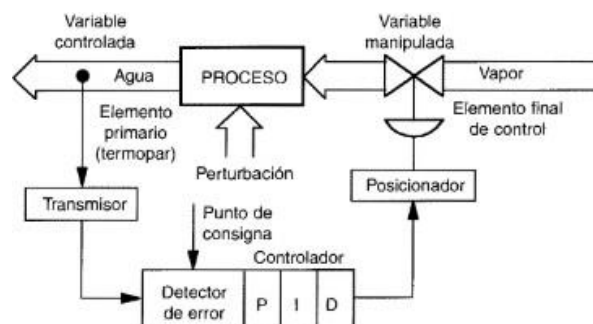 Variable
controlada
Variable
manipulada
Agua
PROCESO
Vapor
Elemento
primario
(termopar)
Elemento final
de control
Perturbación
Transmisor
Posicionador
Punto de
consigna
Controlador
Detector
de error
P I D